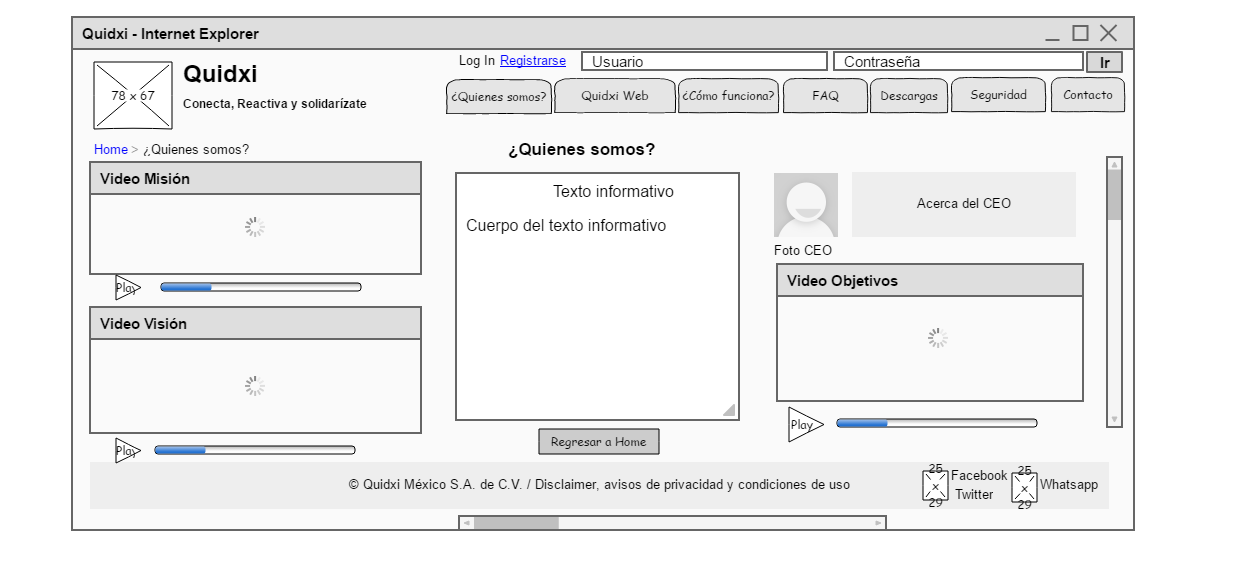 Quidxi - Internet Explorer
Log In Registrarse Usuario Contraseña Ir
78 x 67
Quidxi
Conecta, Reactiva y solidarízate
¿Quienes somos? Quidxi Web ¿Cómo funciona? FAQ Descargas Seguridad Contacto
Home > ¿Quienes somos?
¿Quienes somos?
Video Misión
Play
Video Visión
Play
Texto informativo
Cuerpo del texto informativo
Regresar a Home
Acerca del CEO
Foto CEO
Video Objetivos
Play
© Quidxi México S.A. de C.V. / Disclaimer, avisos de privacidad y condiciones de uso
25
x
29
Facebook
Twitter
25
x
29
Whatsapp